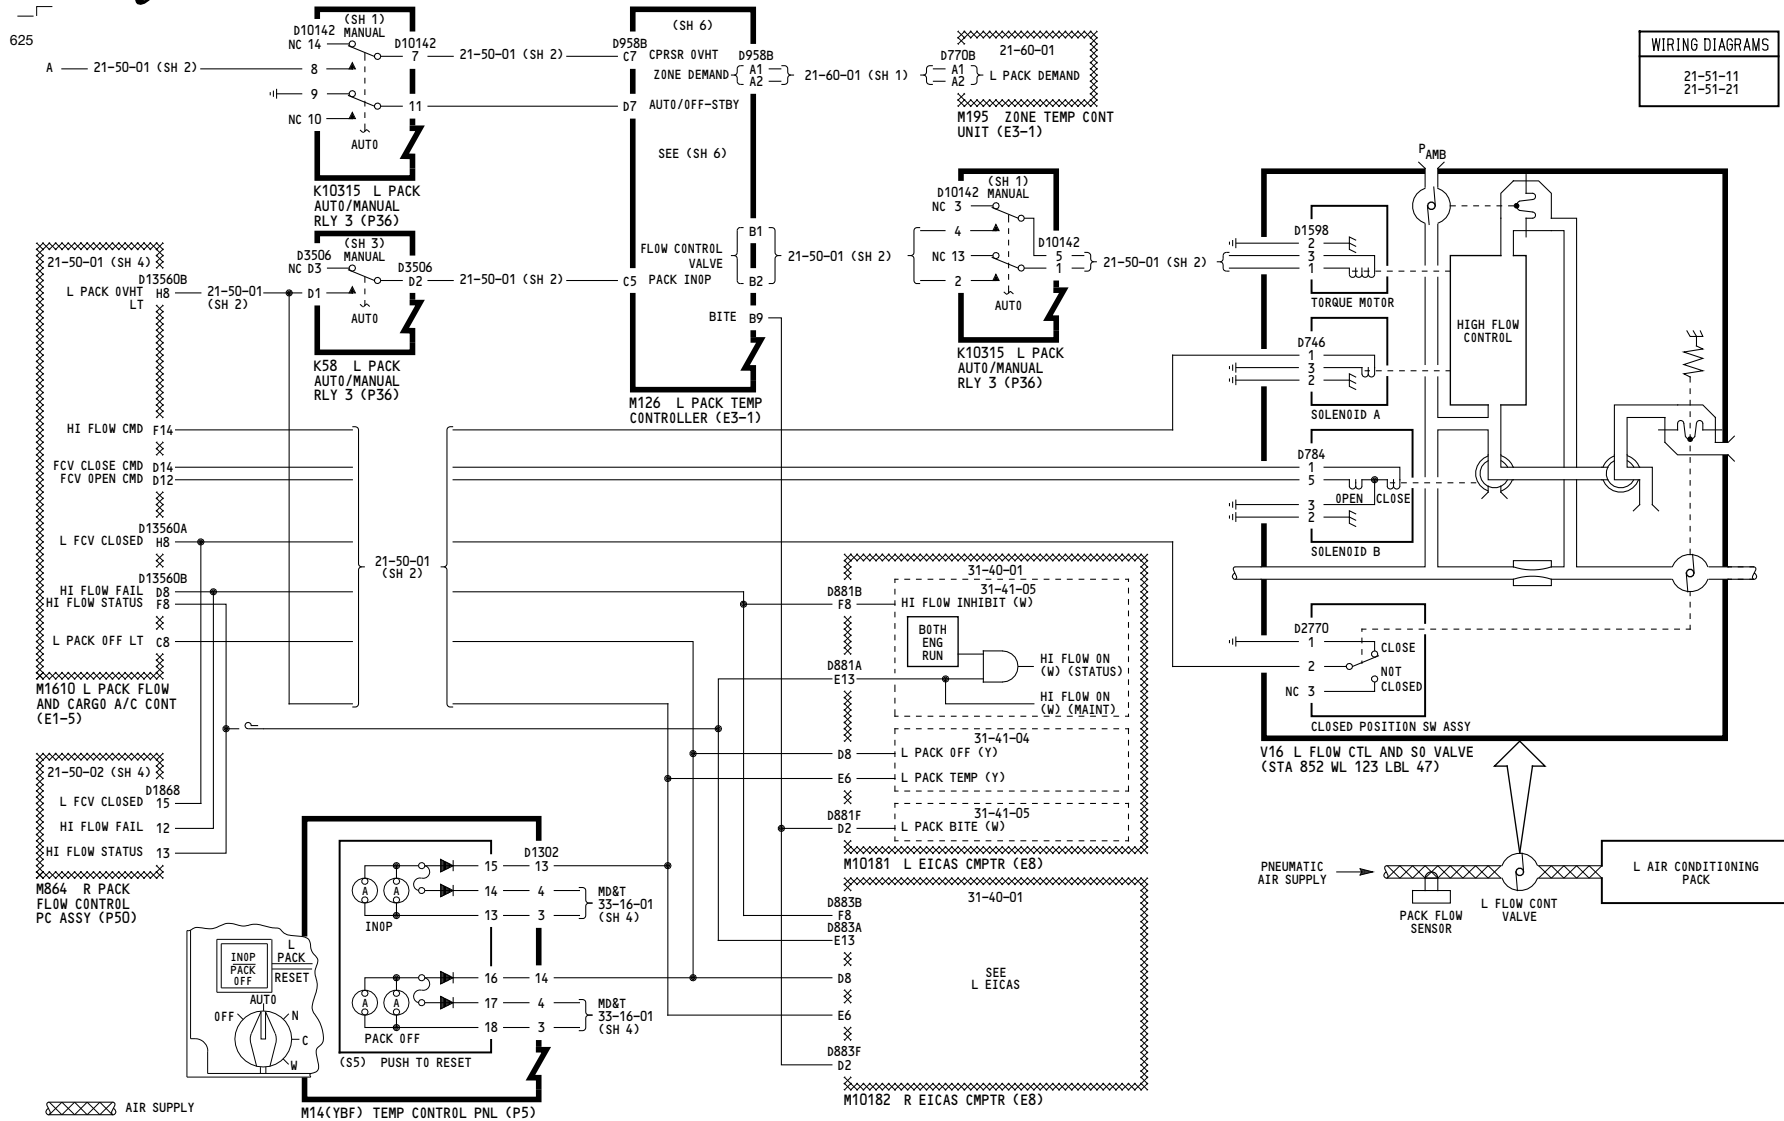 625
A
21-50-01 (SH 2)
D10142
(SH 1)
MANUAL
NC 14
8
9
NC 10
AUTO
D10142
7
11
K10315 L PACK
AUTO/MANUAL
RLY 3 (P36)
21-50-01 (SH 2)
(SH 6)
D958B
C7 CPRSR OVHT
ZONE DEMAND
D958B
A1
A2
D7 AUTO/OFF-STBY
SEE (SH 6)
FLOW CONTROL
VALVE
B1
B2
C5 PACK INOP
BITE B9
M126 L PACK TEMP
CONTROLLER (E3-1)
21-60-01 (SH 1)
D770B
A1
A2
21-60-01
L PACK DEMAND
M195 ZONE TEMP CONT
UNIT (E3-1)
WIRING DIAGRAMS
21-51-11
21-51-21
21-50-01 (SH 4)
D13560B
L PACK OVHT
LT
H8
21-50-01
(SH 2)
D3506
(SH 3)
MANUAL
NC D3
D1
AUTO
D3506
D2
K58 L PACK
AUTO/MANUAL
RLY 3 (P36)
21-50-01 (SH 2)
21-50-01 (SH 2)
D10142
(SH 1)
MANUAL
NC 3
4
NC 13
2
AUTO
D10142
5
1
K10315 L PACK
AUTO/MANUAL
RLY 3 (P36)
21-50-01 (SH 2)
HI FLOW CMD F14
FCV CLOSE CMD D14
FCV OPEN CMD D12
D13560A
L FCV CLOSED H8
D13560B
HI FLOW FAIL D8
HI FLOW STATUS F8
L PACK OFF LT C8
M1610 L PACK FLOW
AND CARGO A/C CONT
(E1-5)
21-50-01
(SH 2)
21-50-02 (SH 4)
D1868
L FCV CLOSED 15
HI FLOW FAIL 12
HI FLOW STATUS 13
M864 R PACK
FLOW CONTROL
PC ASSY (P50)
PAMB
D1598
2
3
1
TORQUE MOTOR
D746
1
3
2
SOLENOID A
D784
1
5
OPEN CLOSE
3
2
SOLENOID B
HIGH FLOW
CONTROL
D2770
1
2
NC 3
CLOSE
NOT
CLOSED
CLOSED POSITION SW ASSY
V16 L FLOW CTL AND SO VALVE
(STA 852 WL 123 LBL 47)
31-40-01
31-41-05
D881B
F8 HI FLOW INHIBIT (W)
BOTH
ENG
RUN
HI FLOW ON
(W) (STATUS)
D881A
E13
HI FLOW ON
(W) (MAINT)
31-41-04
D8 L PACK OFF (Y)
E6 L PACK TEMP (Y)
31-41-05
D881F
D2 L PACK BITE (W)
M10181 L EICAS CMPTR (E8)
31-40-01
D883B
F8
D883A
E13
D8
E6
D883F
D2
SEE
L EICAS
M10182 R EICAS CMPTR (E8)
D1302
15 13
14 4
13 3
INOP
MD&T
33-16-01
(SH 4)
16 14
17 4
18 3
A A
A A
PACK OFF
MD&T
33-16-01
(SH 4)
(S5) PUSH TO RESET
M14(YBF) TEMP CONTROL PNL (P5)
INOP
PACK
OFF
L
PACK
RESET
AUTO
OFF
N
C
W
PNEUMATIC
AIR SUPPLY
PACK FLOW
SENSOR
L FLOW CONT
VALVE
L AIR CONDITIONING
PACK
AIR SUPPLY